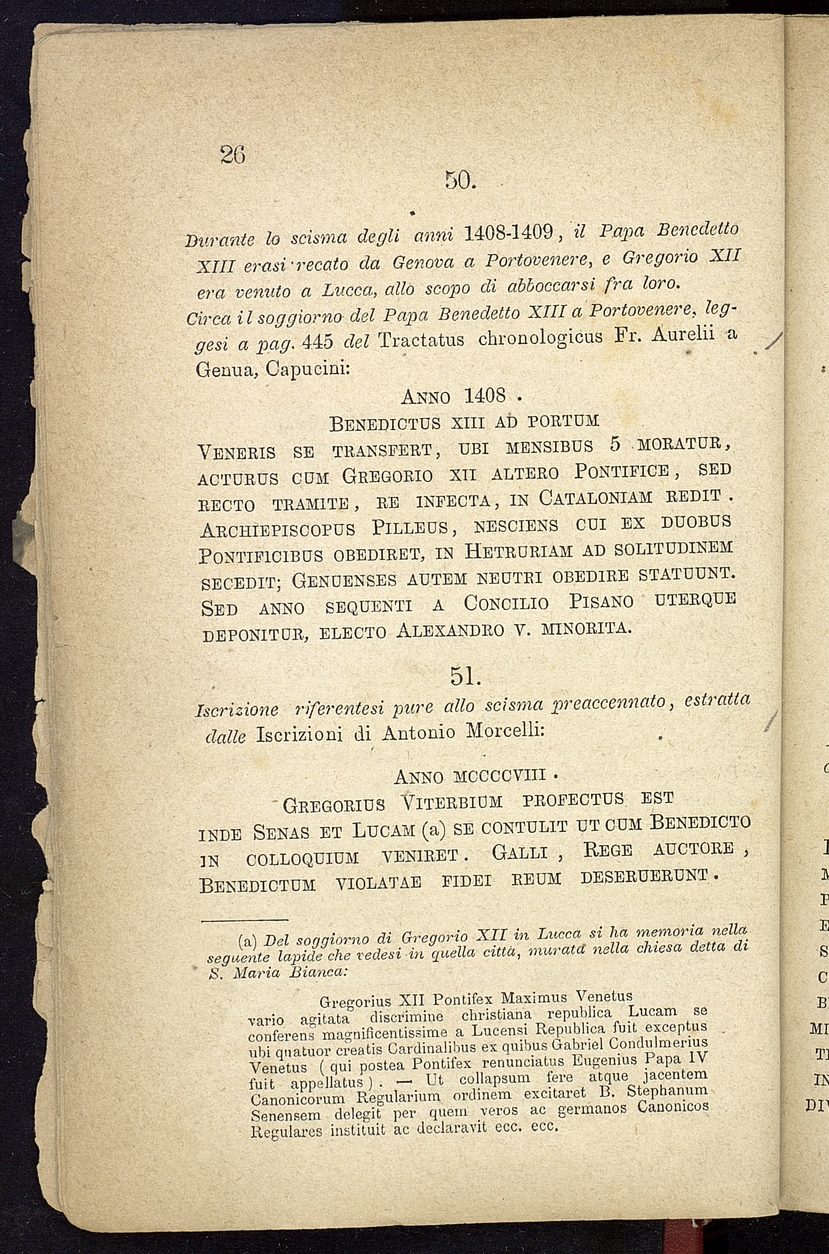 26
50.
Durante lo scisma degli anni 1408-1409, il Papa Benedetto
XIII erasi recato da Genova a Portovenere, e Gregorio XII
era venuto a Lucca, allo scopo di abboccarsi fra loro.
Circa il soggiorno del Papa Benedetto XIII a Portovenere, leg-
gesi a pag. 445 del Tractatus chronologicus Fr. Aurelii a
Genua, Capucini:
ANNO 1408 .
BENEDICTUS XIII AD PORTUM
VENERIS SE TRANSFERT, UBI MENSIBUS 5 MORATUR,
ACTURUS CUM GREGORIO XII ALTERO PONTIFICE, SED
RECTO TRAMITE, RE INFECTA, IN CATALONIAM REDIT .
ARCHIEPISCOPUS PILLEUS, NESCIENS CUI EX DUOBUS
PONTIFICIBUS OBEDIRET, IN HETRURIAM AD SOLITUDINEM
SECEDIT; GENUENSES AUTEM NEUTRI OBEDIRE STATUUNT.
SED ANNO SEQUENTI A CONCILIO PISANO UTERQUE
DEPONITUR, ELECTO ALEXANDRO V. MINORITA.
51.
Iscrizione riferentesi pure allo scisma preaccennato, estratta
dalle Iscrizioni di Antonio Morcelli:
ANNO MCCCCVIII .
GREGORIUS VITERBIUM PROFECTUS EST
INDE SENAS ET LUCAM (a) SE CONTULIT UT CUM BENEDICTO
IN COLLOQUIUM VENIRET. GALLI, REGE AUCTORE,
BENEDICTUM VIOLATAE FIDEI REUM DESERUERUNT.
(a) Del soggiorno di Gregorio XII in Lucca si ha memoria nella
seguente lapide che vedesi in quella città, murata nella chiesa detta di
S. Maria Bianca:
Gregorius XII Pontifex Maximus Venetus
vario agitata discrimine christiana republica Lucam se
conferens magnificentissime a Lucensi Republica fuit exceptus
ubi quatuor creatis Cardinalibus ex quibus Gabriel Condulmerius
Venetus ( qui postea Pontifex renunciatus Eugenius Papa IV
fuit appellatus ) . — Ut collapsum fere atque jacentem
Canonicorum Regularium ordinem excitaret B. Stephanum
Senensem delegit per quem veros ac germanos Canonicos
Regulares instituit ac declaravit ecc. ecc.